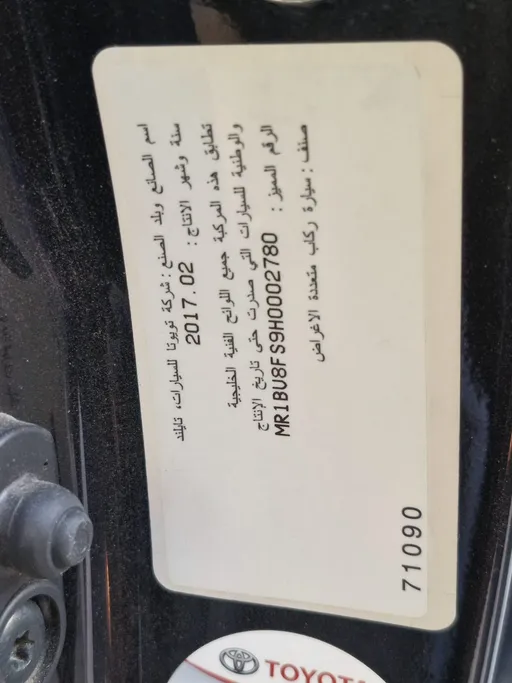 اسم الصانع وبلد الصنع : شركة تويوتا للسيارات، تايلند
سنة وشهر الانتاج : 2017.02
تطابق هذه المركبة جميع اللوائح الفنية الخليجية
والوطنية للسيارات التي صدرت حتى تاريخ الإنتاج
الرقم المميز : MR1BU8FS9H0002780
صنف : سيارة ركاب متعددة الاغراض
71090
TOYOTA